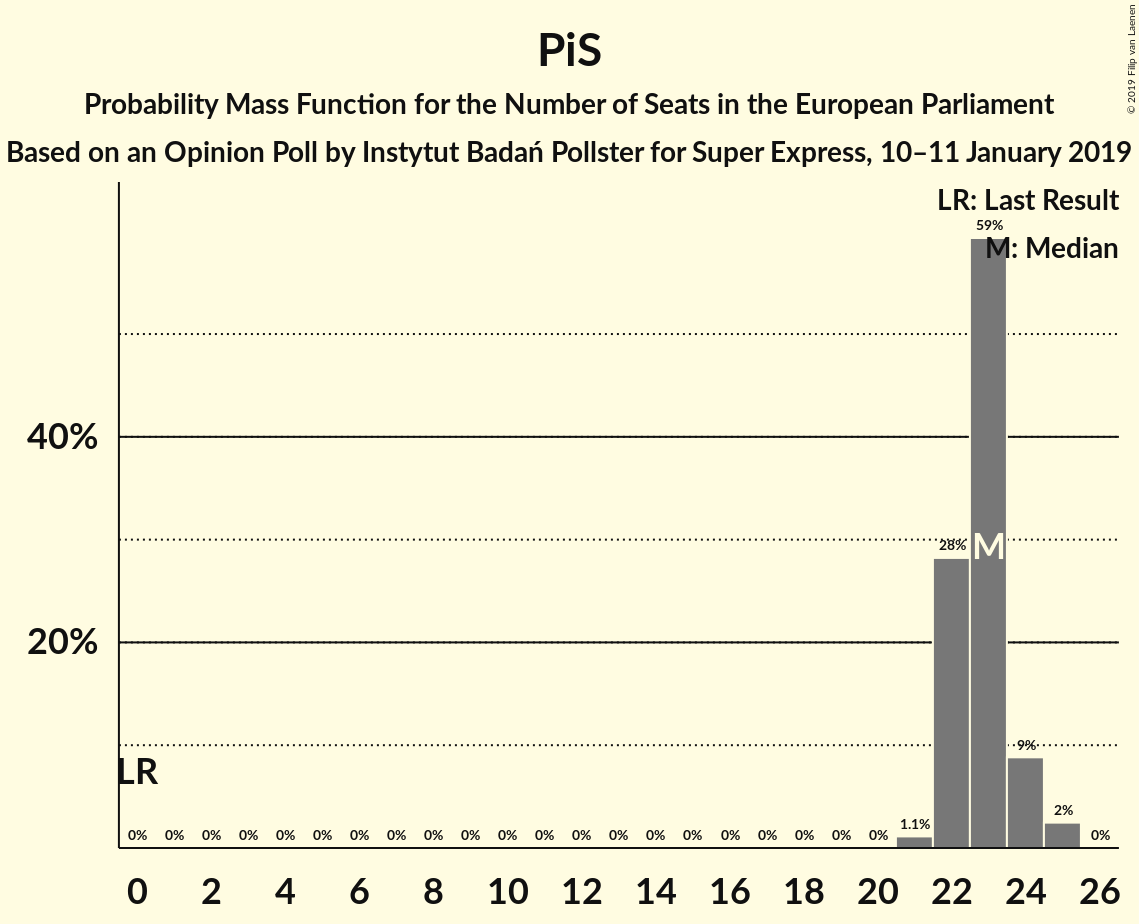 PiS
Probability Mass Function for the Number of Seats in the European Parliament
Based on an Opinion Poll by Instytut Badań Pollster for Super Express, 10–11 January 2019
© 2019 Filip van Laenen
LR: Last Result
M: Median
59%
40%
28%
M
20%
9%
LR
2%
1.1%
0% 0% 0% 0% 0% 0% 0% 0% 0% 0% 0% 0% 0% 0% 0% 0% 0% 0% 0% 0% 0% 0%
0 2 4 6 8 10 12 14 16 18 20 22 24 26